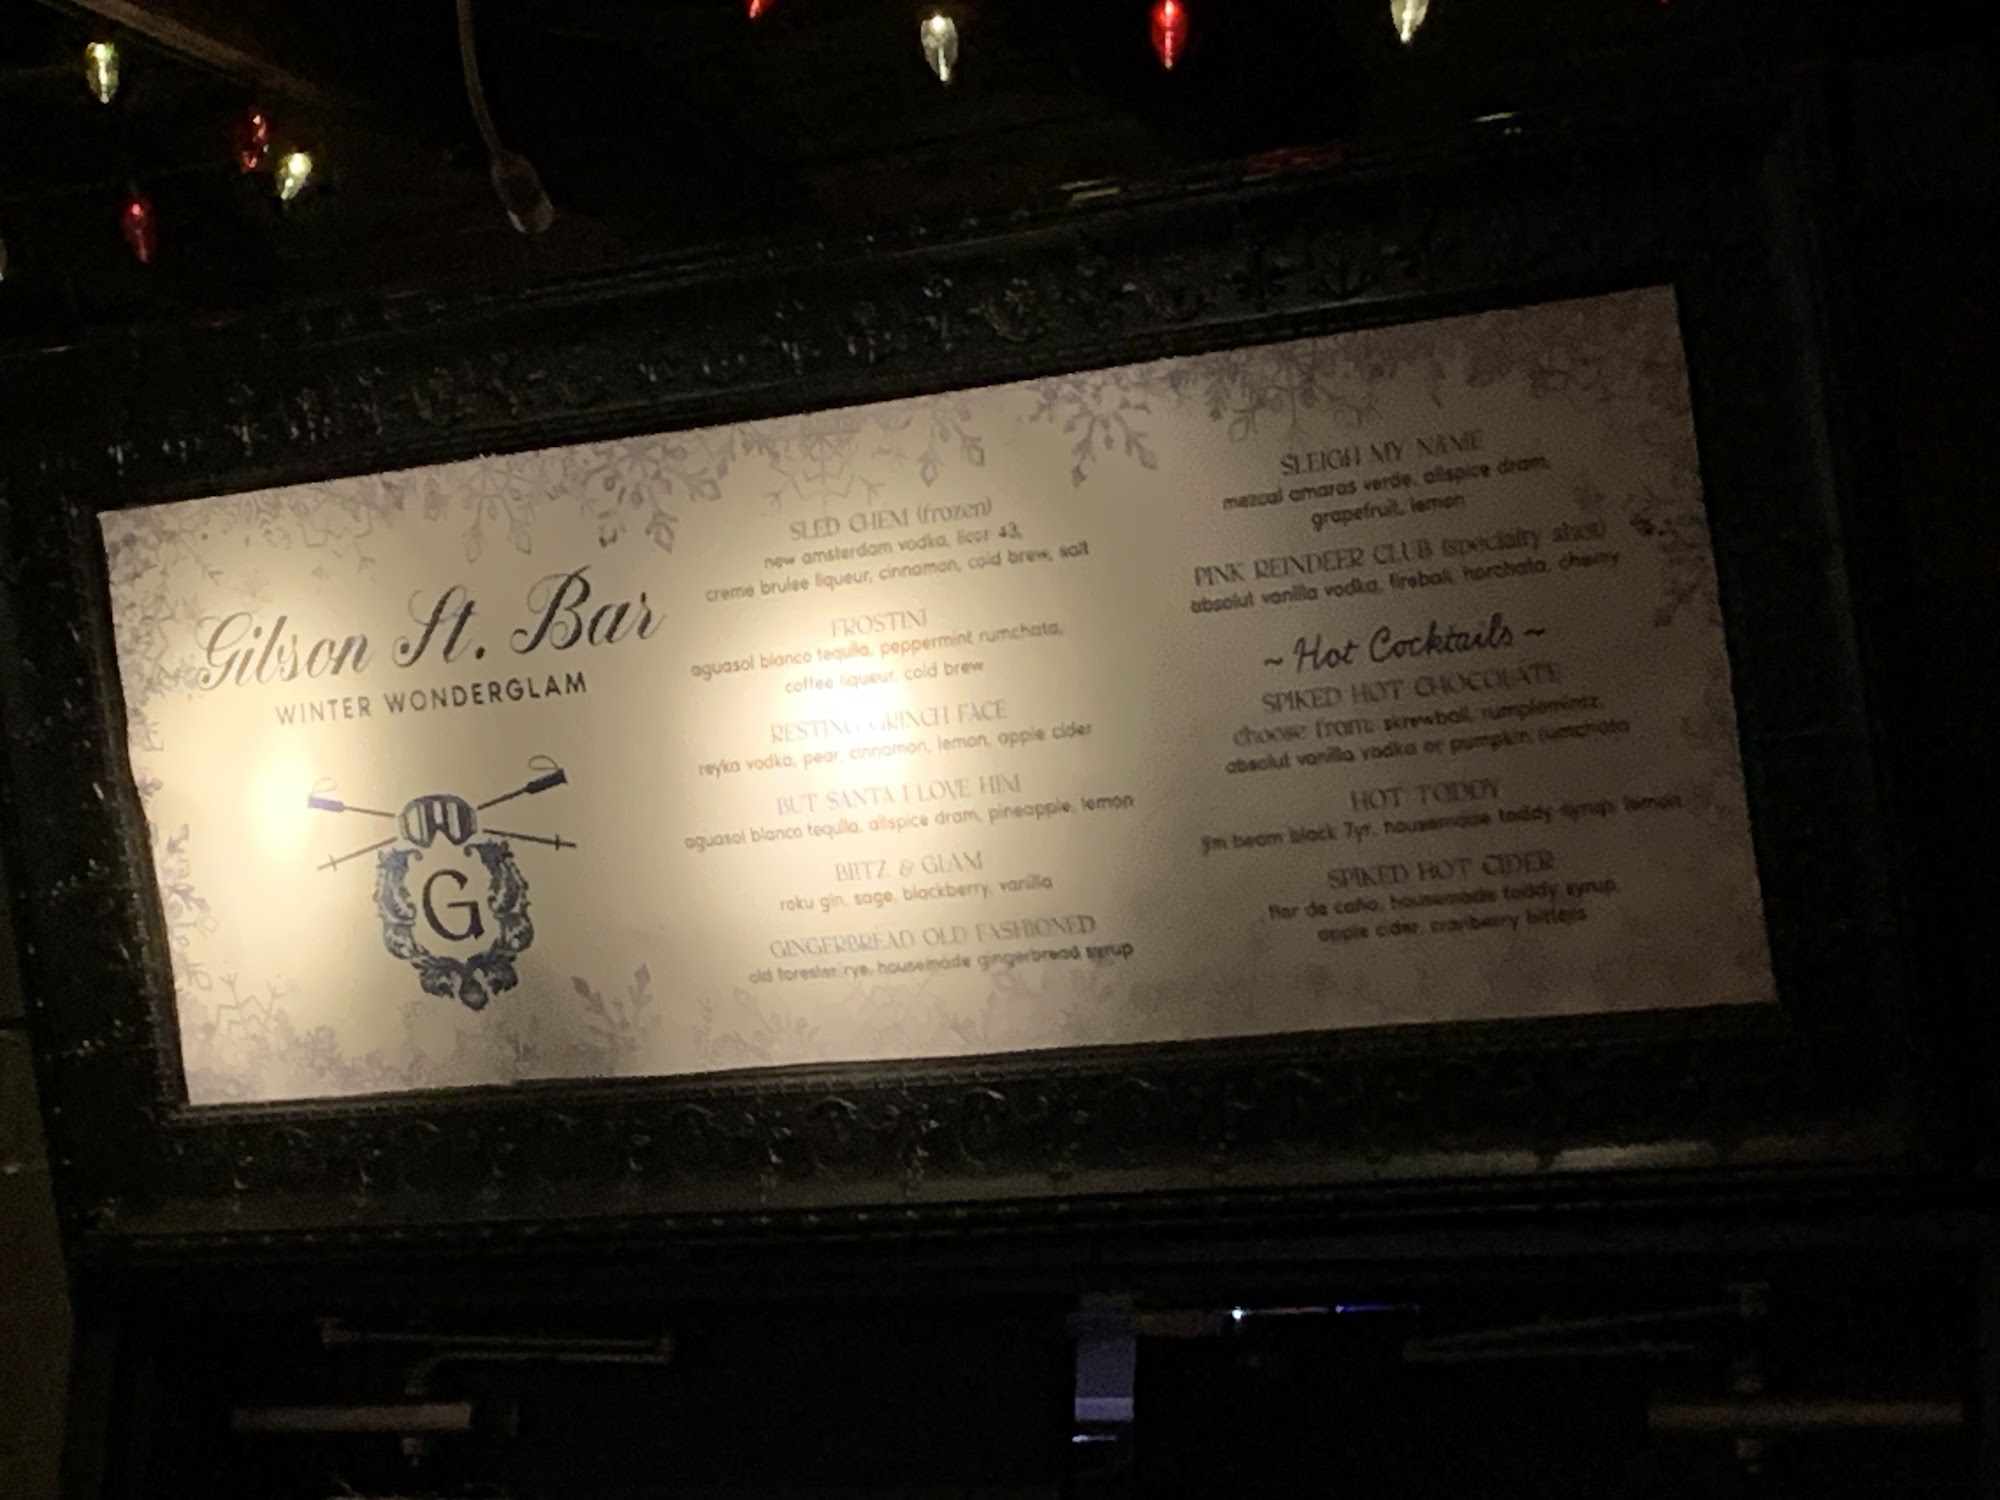 Gibson St. Bar
WINTER WONDERGLAM
G
SLED CHEM (frozen)
new amsterdam vodka, licor 43,
creme brulee liqueur, cinnamon, cold brew, salt
FROSTINI
aguasol blanco tequila, peppermint rumchata,
coffee liqueur, cold brew
RESTING GRINCH FACE
reyka vodka, pear, cinnamon, lemon, apple cider
BUT SANTA I LOVE HIM
aguasol blanco tequila, allspice dram, pineapple, lemon
BLITZ & GLAM
roku gin, sage, blackberry, vanilla
GINGERBREAD OLD FASHIONED
old forester rye, housemade gingerbread syrup
SLEIGH MY NAME
mezcal amaras verde, allspice dram,
grapefruit, lemon
PINK REINDEER CLUB (specialty shot)
absolut vanilla vodka, fireball, horchata, cherry
~ Hot Cocktails ~
SPIKED HOT CHOCOLATE
choose from: skrewball, rumplemintz,
absolut vanilla vodka or pumpkin rumchata
HOT TODDY
jim beam black 7yr, housemade toddy syrup, lemon
SPIKED HOT CIDER
flor de caña, housemade toddy syrup,
apple cider, cranberry bitters